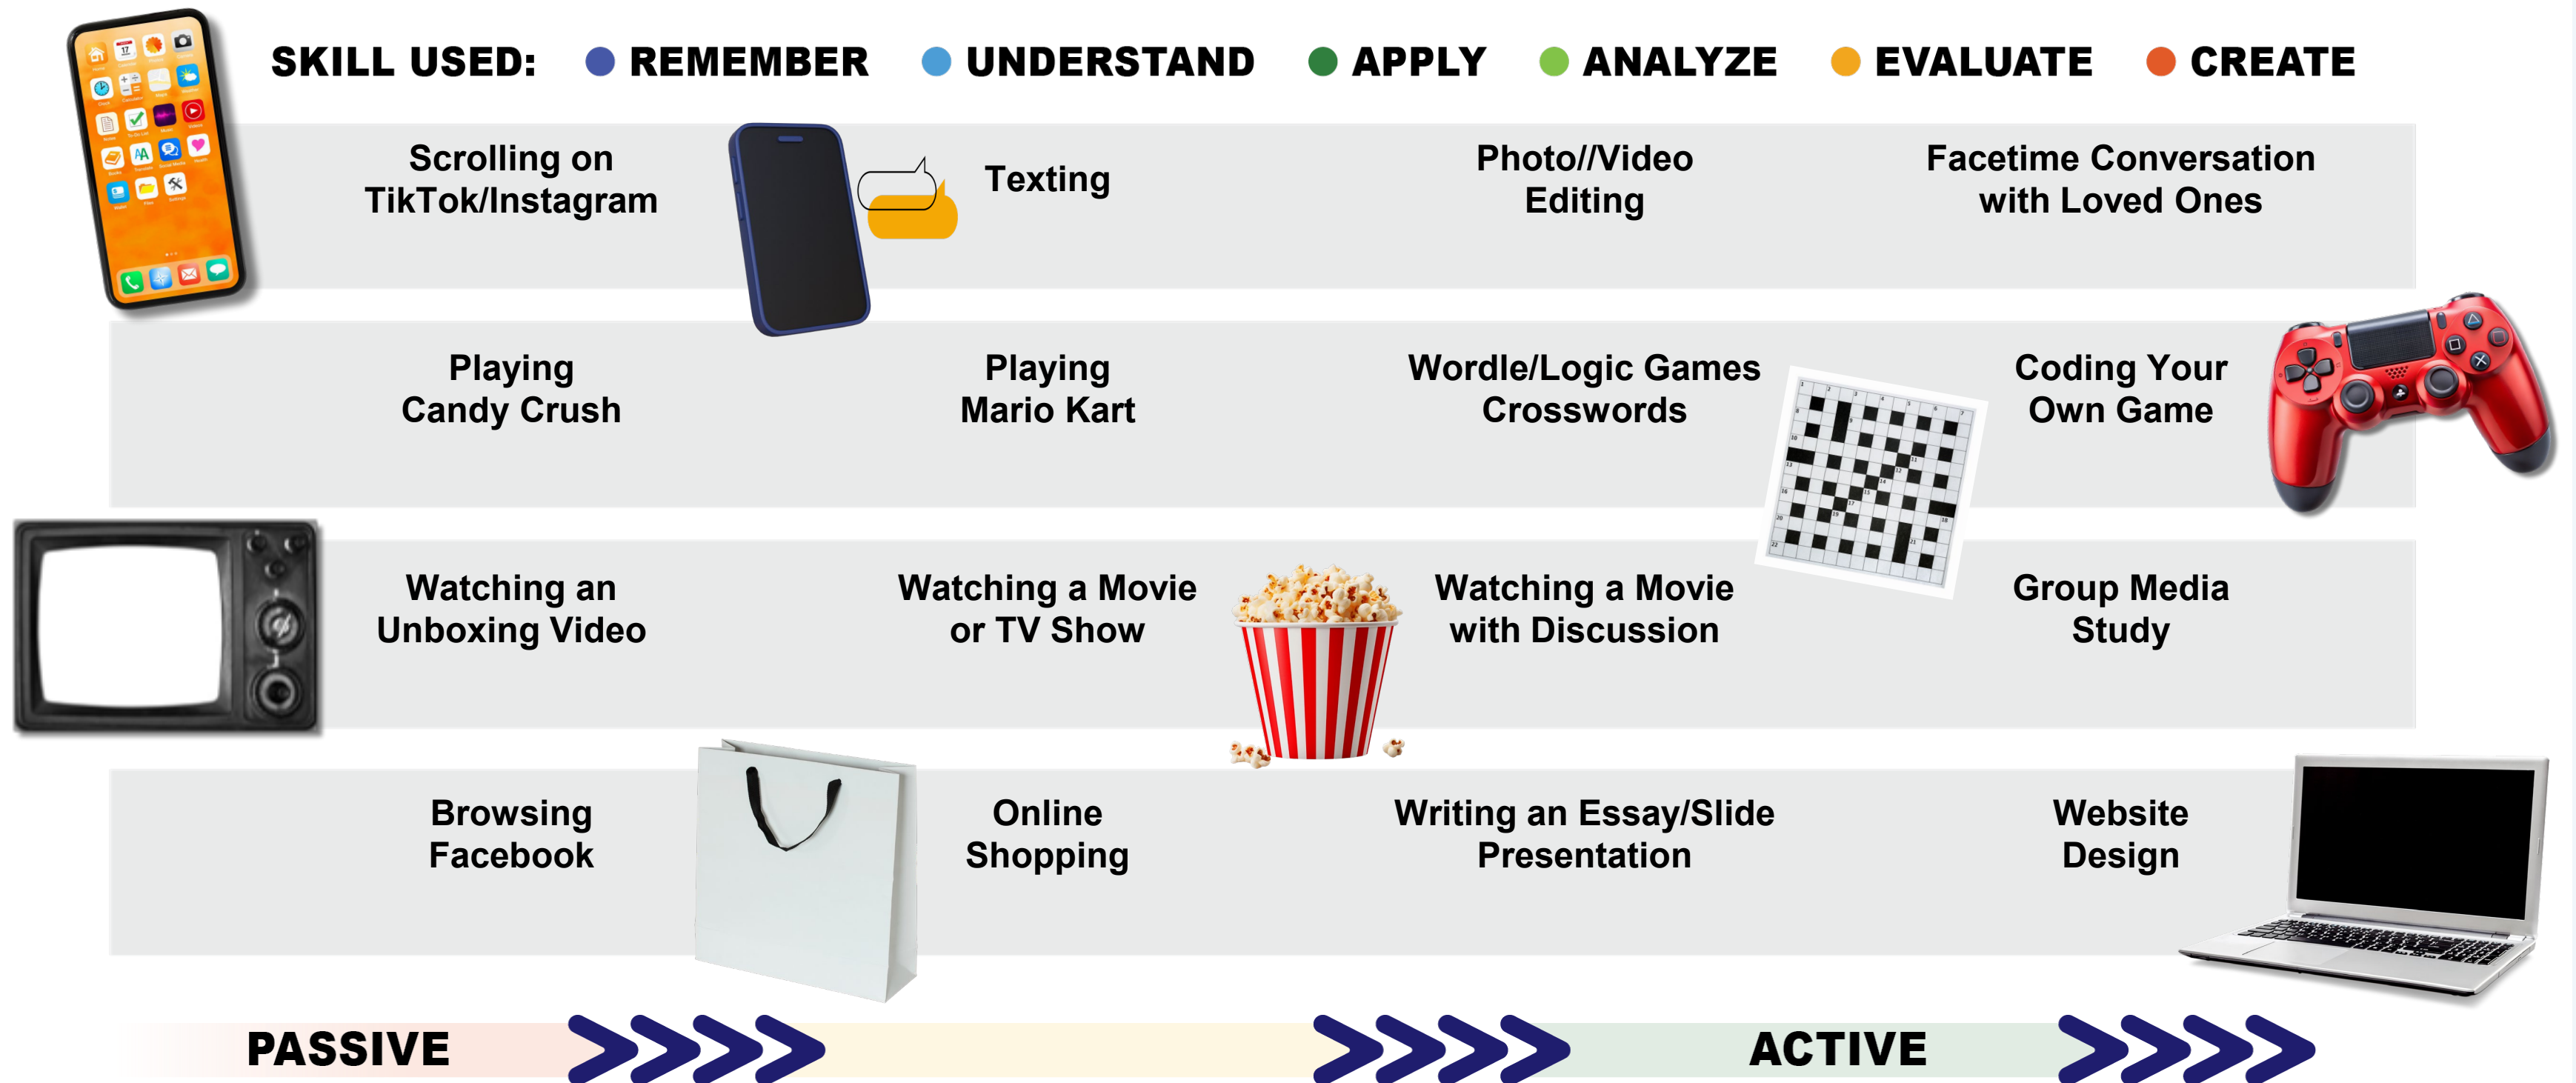 SKILL USED: REMEMBER UNDERSTAND APPLY ANALYZE EVALUATE CREATE
Scrolling on
TikTok/Instagram
Texting
Photo//Video
Editing
Facetime Conversation
with Loved Ones
Playing
Candy Crush
Playing
Mario Kart
Wordle/Logic Games
Crosswords
Coding Your
Own Game
Watching an
Unboxing Video
Watching a Movie
or TV Show
Watching a Movie
with Discussion
Group Media
Study
Browsing
Facebook
Online
Shopping
Writing an Essay/Slide
Presentation
Website
Design
PASSIVE
ACTIVE